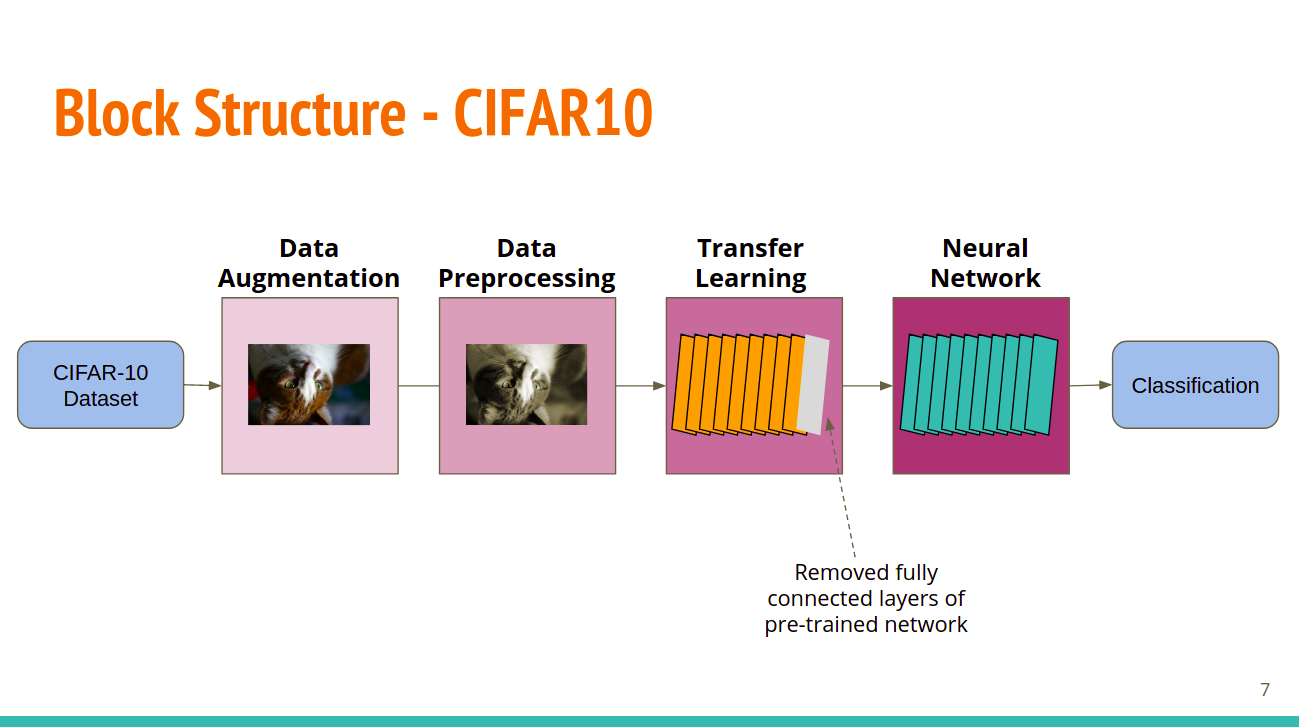 Block Structure - CIFAR10
Data
Augmentation
Data
Preprocessing
Transfer
Learning
Neural
Network
CIFAR-10
Dataset
Classification
Removed fully
connected layers of
pre-trained network
7